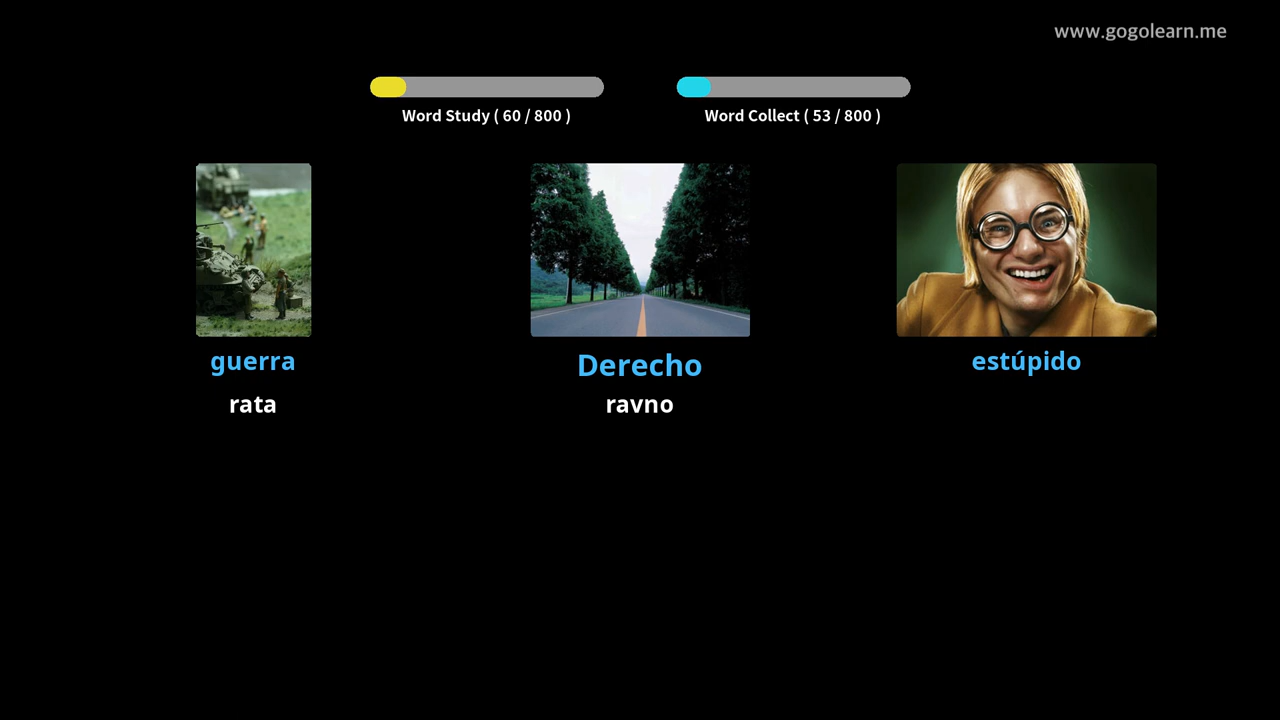 www.gogolearn.me
Word Study ( 60 / 800 )
Word Collect ( 53 / 800 )
guerra
Derecho
estúpido
rata
ravno